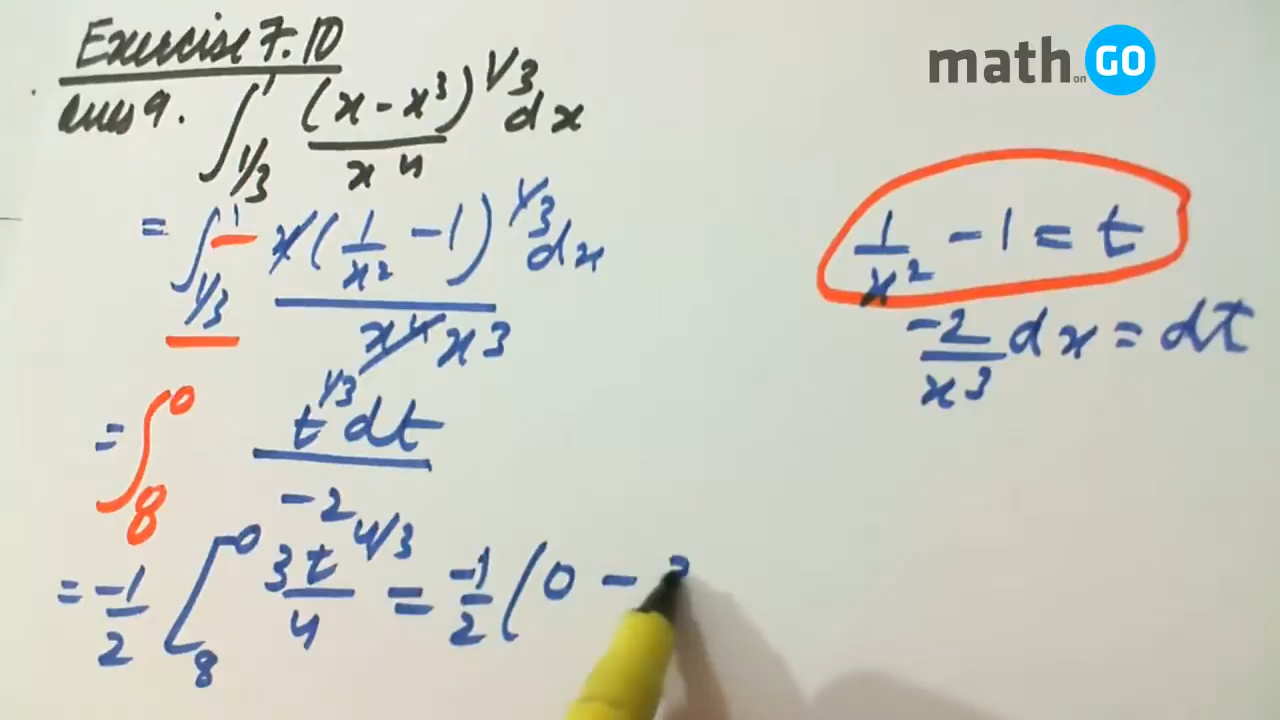 Exercise 7.10
math on GO
Ques 9. ∫_{1/3}^{1} (x - x³)^{1/3} / x⁴ dx
= ∫_{1/3}^{1} x(1/x² - 1)^{1/3} / x⁴ x³ dx
1/x² - 1 = t
-2/x³ dx = dt
= ∫_{8}^{0} t^{1/3} dt / -2
= -1/2 [_{8}^{0} 3t^{4/3} / 4 = -1/2 (0 -